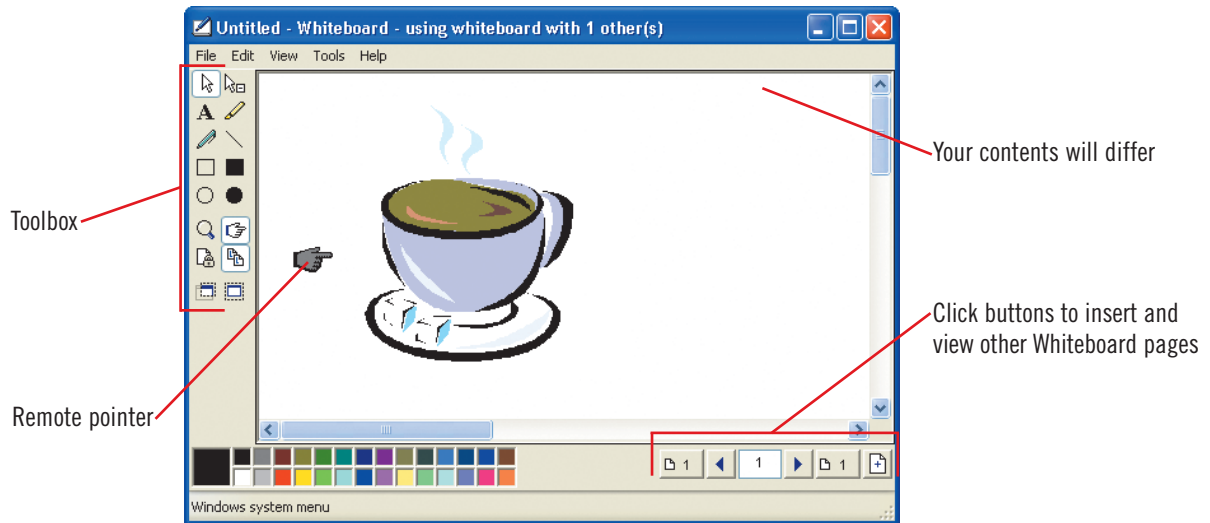 Untitled - Whiteboard - using whiteboard with 1 other(s)
File Edit View Tools Help
A
Your contents will differ
Toolbox
Click buttons to insert and
view other Whiteboard pages
Remote pointer
1 1 1
Windows system menu